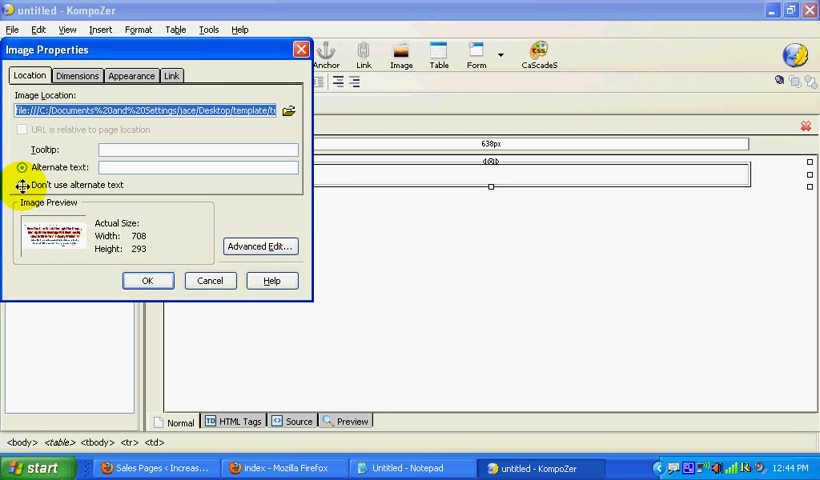 untitled - KompoZer
File Edit View Insert Format Table Tools Help
Image Properties
Anchor Link Image Table Form CaScadeS
Location Dimensions Appearance Link
Image Location:
file:///C:/Documents%20and%20Settings/jace/Desktop/template/te
URL is relative to page location
638px
Tooltip:
Alternate text:
Don't use alternate text
Image Preview
Actual Size:
Width: 708
Height: 293
Advanced Edit...
OK Cancel Help
Normal HTML Tags Source Preview
<body> <table> <tbody> <tr> <td>
start Sales Pages < Increas... index - Mozilla Firefox Untitled - Notepad untitled - KompoZer 12:44 PM